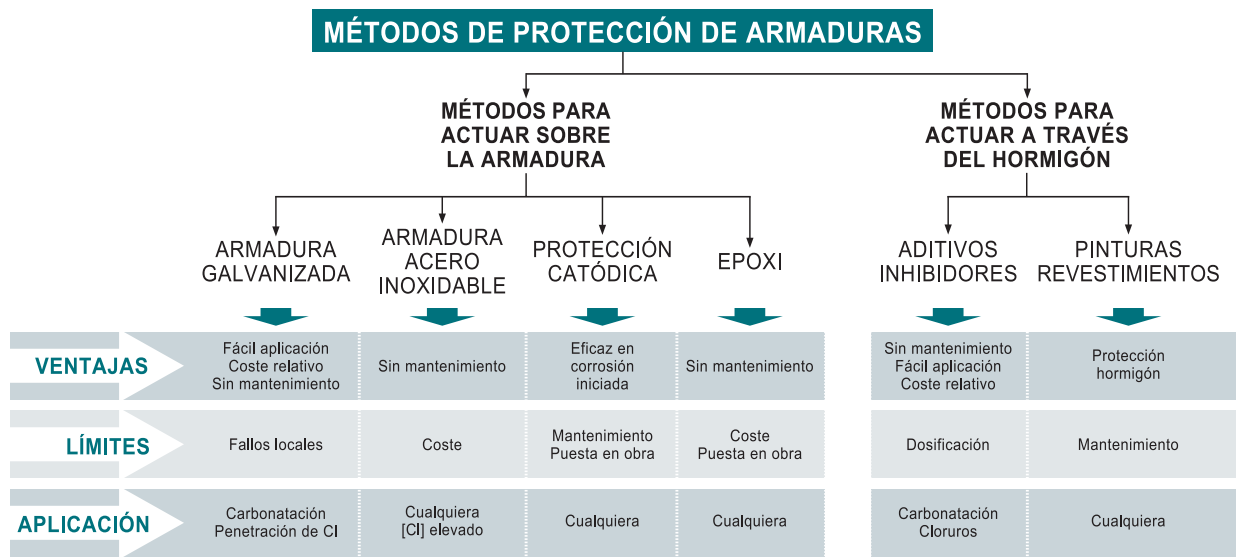 MÉTODOS DE PROTECCIÓN DE ARMADURAS
MÉTODOS PARA
ACTUAR SOBRE
LA ARMADURA
MÉTODOS PARA
ACTUAR A TRAVÉS
DEL HORMIGÓN
ARMADURA
GALVANIZADA
ARMADURA
ACERO
INOXIDABLE
PROTECCIÓN
CATÓDICA
EPOXI
ADITIVOS
INHIBIDORES
PINTURAS
REVESTIMIENTOS
VENTAJAS
Fácil aplicación
Coste relativo
Sin mantenimiento
Sin mantenimiento
Eficaz en
corrosión
iniciada
Sin mantenimiento
Sin mantenimiento
Fácil aplicación
Coste relativo
Protección
hormigón
LÍMITES
Fallos locales
Coste
Mantenimiento
Puesta en obra
Coste
Puesta en obra
Dosificación
Mantenimiento
APLICACIÓN
Carbonatación
Penetración de Cl
Cualquiera
[Cl] elevado
Cualquiera
Cualquiera
Carbonatación
Cloruros
Cualquiera